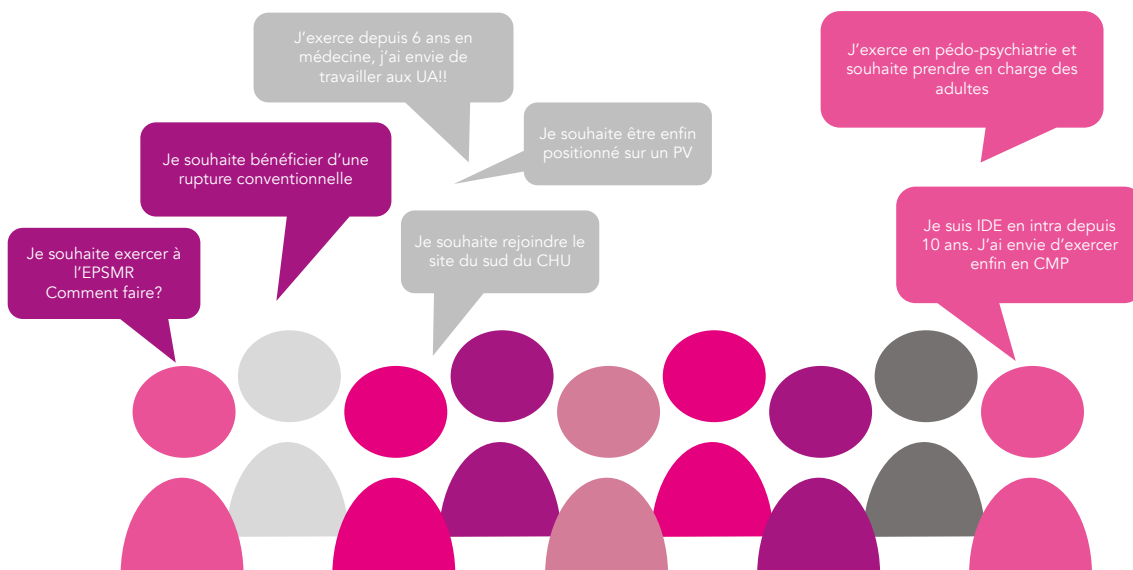 J'exerce depuis 6 ans en
médecine, j'ai envie de
travailler aux UA!!
J'exerce en pédo-psychiatrie et
souhaite prendre en charge des
adultes
Je souhaite être enfin
positionné sur un PV
Je souhaite bénéficier d'une
rupture conventionnelle
Je suis IDE en intra depuis
10 ans. J'ai envie d'exercer
enfin en CMP
Je souhaite rejoindre le
site du sud du CHU
Je souhaite exercer à
l'EPSMR
Comment faire?